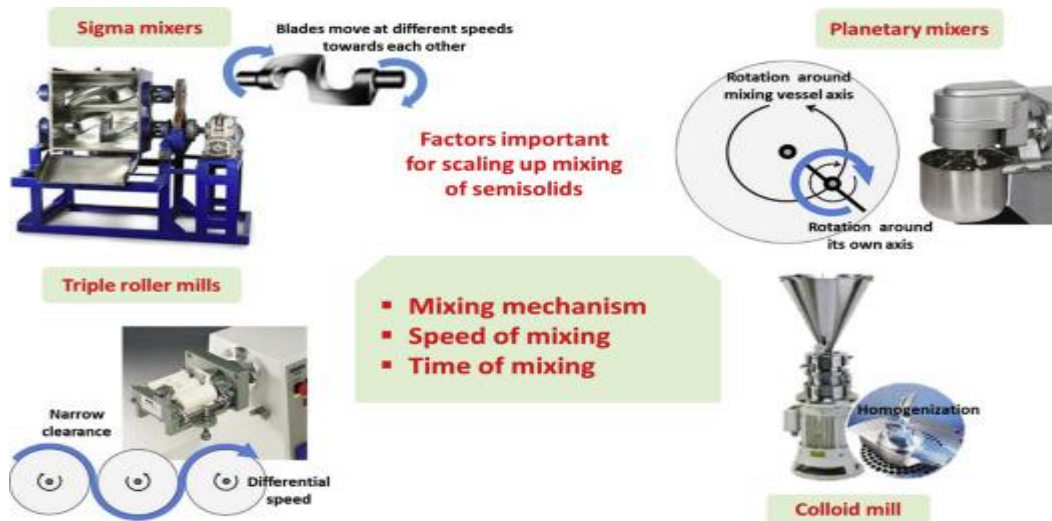 Sigma mixers
Blades move at different speeds
towards each other
Planetary mixers
Rotation around
mixing vessel axis
Rotation around
its own axis
Factors important
for scaling up mixing
of semisolids
Triple roller mills
Narrow
clearance
Differential
speed
▪ Mixing mechanism
▪ Speed of mixing
▪ Time of mixing
Homogenization
Colloid mill